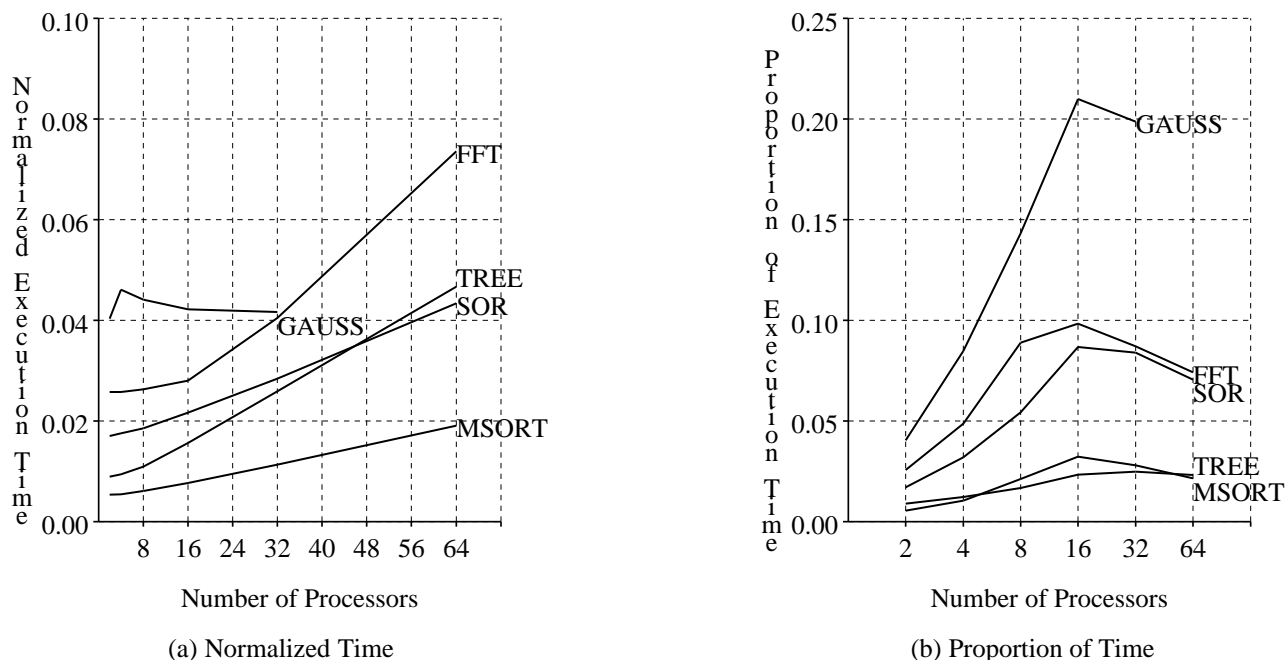 Normalized Execution Time
0.10
0.08
0.06
0.04
0.02
0.00
FFT
TREE
SOR
GAUSS
MSORT
8 16 24 32 40 48 56 64
Number of Processors
(a) Normalized Time
Proportion of Execution Time
0.25
0.20
0.15
0.10
0.05
0.00
GAUSS
FFT
SOR
TREE
MSORT
2 4 8 16 32 64
Number of Processors
(b) Proportion of Time